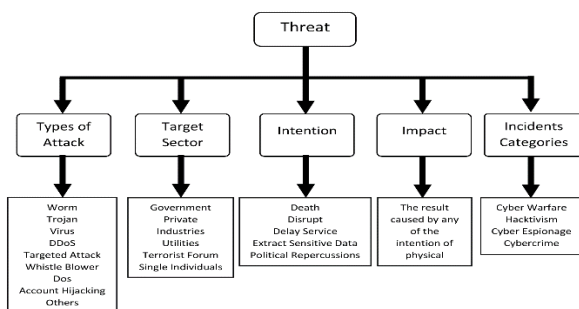 Threat
Types of
Attack
Target
Sector
Intention
Impact
Incidents
Categories
Worm
Trojan
Virus
DDoS
Targeted Attack
Whistle Blower
Dos
Account Hijacking
Others
Government
Private
Industries
Utilities
Terrorist Forum
Single Individuals
Death
Disrupt
Delay Service
Extract Sensitive Data
Political Repercussions
The result
caused by any
of the
intention of
physical
Cyber Warfare
Hacktivism
Cyber Espionage
Cybercrime